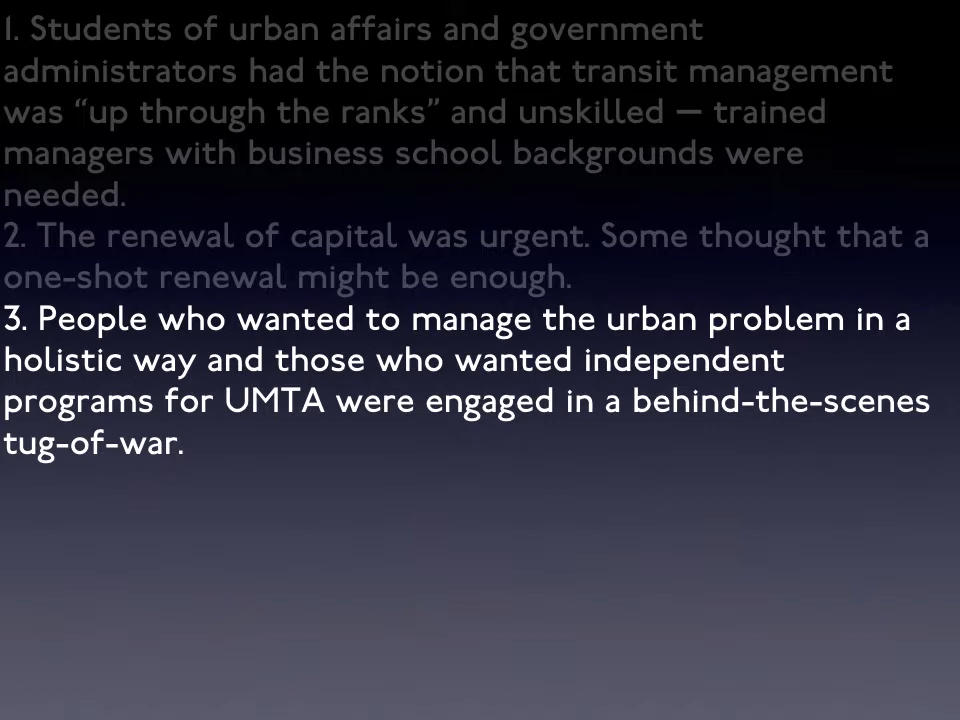 1. Students of urban affairs and government
administrators had the notion that transit management
was “up through the ranks” and unskilled — trained
managers with business school backgrounds were
needed.
2. The renewal of capital was urgent. Some thought that a
one-shot renewal might be enough.
3. People who wanted to manage the urban problem in a
holistic way and those who wanted independent
programs for UMTA were engaged in a behind-the-scenes
tug-of-war.